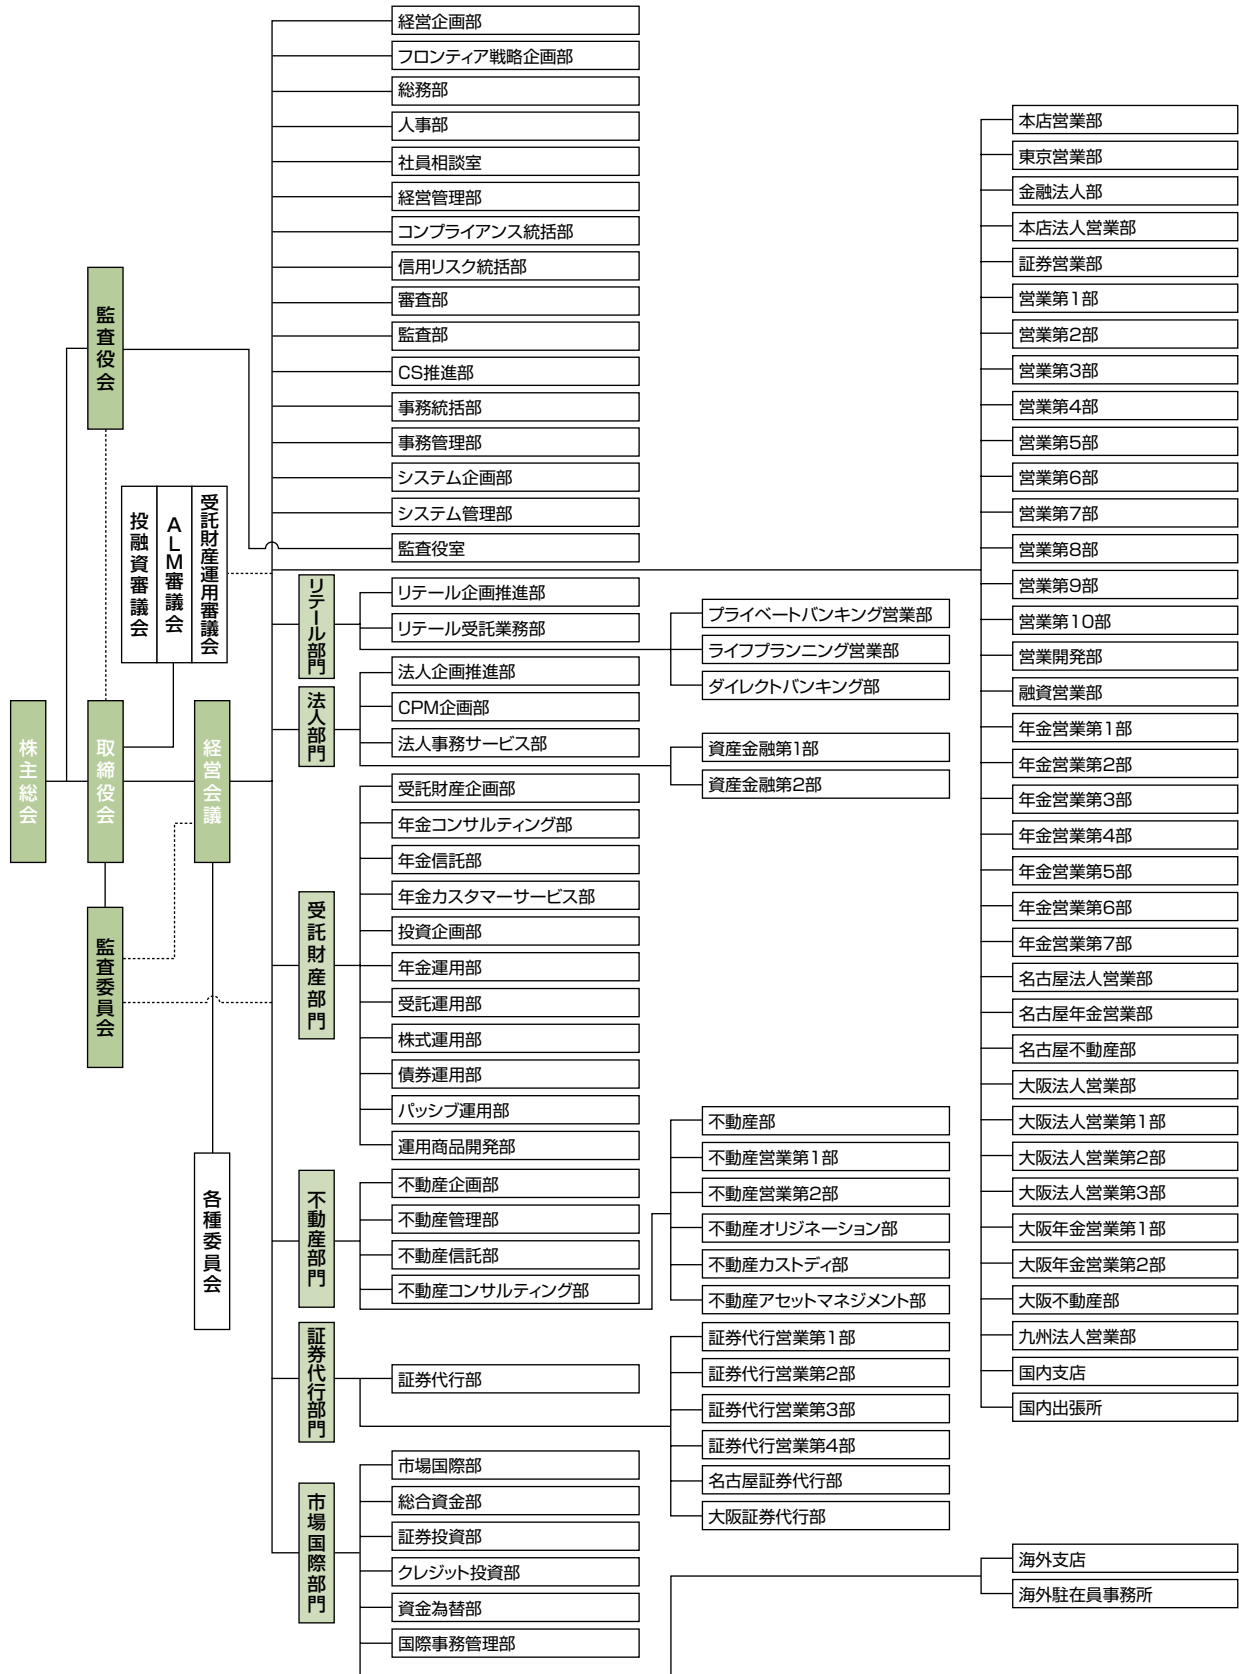 株主総会
監査役会
取締役会
監査委員会
投融資審議会
ALM審議会
受託財産運用審議会
経営会議
各種委員会
経営企画部
フロンティア戦略企画部
総務部
人事部
社員相談室
経営管理部
コンプライアンス統括部
信用リスク統括部
審査部
監査部
CS推進部
事務統括部
事務管理部
システム企画部
システム管理部
監査役室
リテール部門
リテール企画推進部
リテール受託業務部
プライベートバンキング営業部
ライフプランニング営業部
ダイレクトバンキング部
法人部門
法人企画推進部
CPM企画部
法人事務サービス部
資産金融第1部
資産金融第2部
受託財産部門
受託財産企画部
年金コンサルティング部
年金信託部
年金カスタマーサービス部
投資企画部
年金運用部
受託運用部
株式運用部
債券運用部
パッシブ運用部
運用商品開発部
不動産部門
不動産企画部
不動産管理部
不動産信託部
不動産コンサルティング部
不動産部
不動産営業第1部
不動産営業第2部
不動産オリジネーション部
不動産カストディ部
不動産アセットマネジメント部
証券代行部門
証券代行部
証券代行営業第1部
証券代行営業第2部
証券代行営業第3部
証券代行営業第4部
名古屋証券代行部
大阪証券代行部
市場国際部門
市場国際部
総合資金部
証券投資部
クレジット投資部
資金為替部
国際事務管理部
本店営業部
東京営業部
金融法人部
本店法人営業部
証券営業部
営業第1部
営業第2部
営業第3部
営業第4部
営業第5部
営業第6部
営業第7部
営業第8部
営業第9部
営業第10部
営業開発部
融資営業部
年金営業第1部
年金営業第2部
年金営業第3部
年金営業第4部
年金営業第5部
年金営業第6部
年金営業第7部
名古屋法人営業部
名古屋年金営業部
名古屋不動産部
大阪法人営業部
大阪法人営業第1部
大阪法人営業第2部
大阪法人営業第3部
大阪年金営業第1部
大阪年金営業第2部
大阪不動産部
九州法人営業部
国内支店
国内出張所
海外支店
海外駐在員事務所